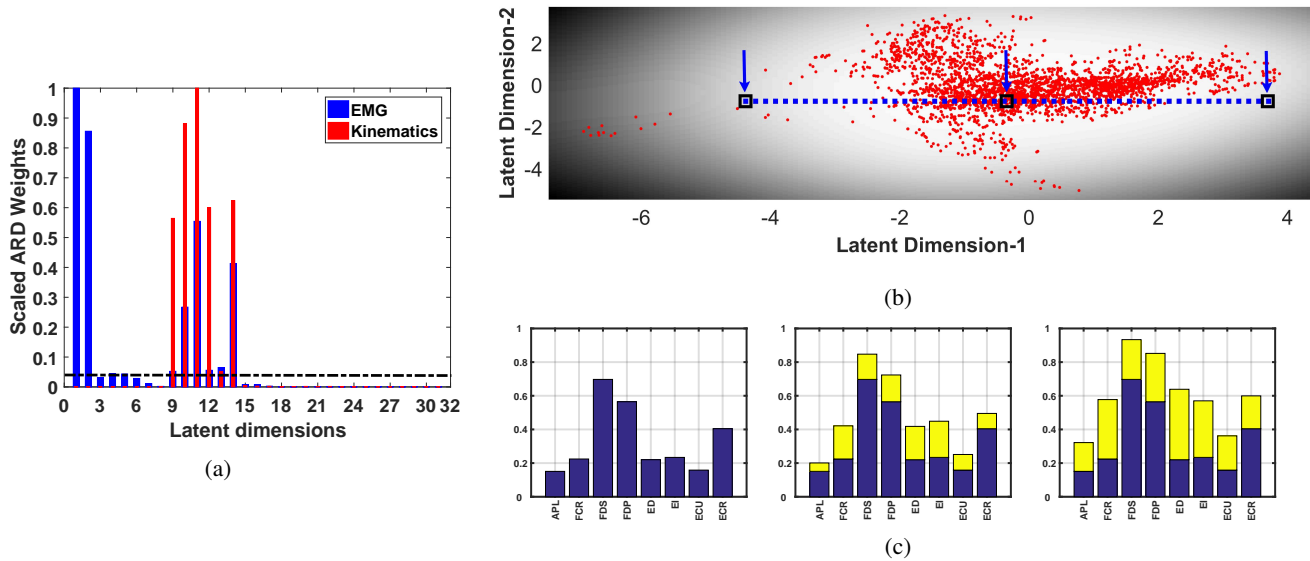 1
0.9
0.8
0.7
0.6
0.5
0.4
0.3
0.2
0.1
0
Scaled ARD Weights
EMG
Kinematics
0 3 6 9 12 15 18 21 24 27 30 32
Latent dimensions
(a)
2
0
-2
-4
Latent Dimension-2
-6 -4 -2 0 2 4
Latent Dimension-1
(b)
1
0.8
0.6
0.4
0.2
0
APL FCR FDS FDP ED EI ECU ECR
1
0.8
0.6
0.4
0.2
0
APL FCR FDS FDP ED EI ECU ECR
1
0.8
0.6
0.4
0.2
0
APL FCR FDS FDP ED EI ECU ECR
(c)